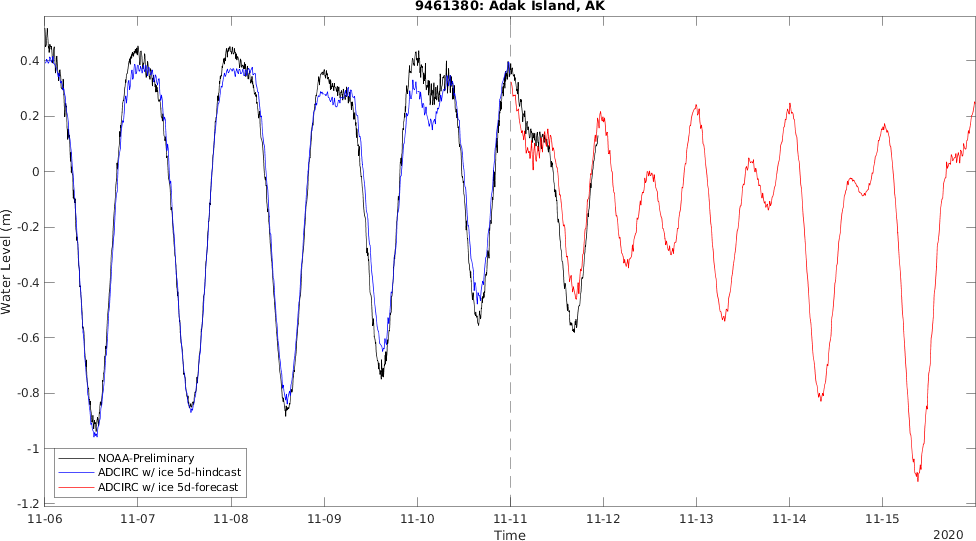 9461380: Adak Island, AK
0.4
0.2
0
-0.2
-0.4
-0.6
-0.8
-1
-1.2
Water Level (m)
NOAA-Preliminary
ADCIRC w/ ice 5d-hindcast
ADCIRC w/ ice 5d-forecast
11-06 11-07 11-08 11-09 11-10 11-11 11-12 11-13 11-14 11-15
Time
2020